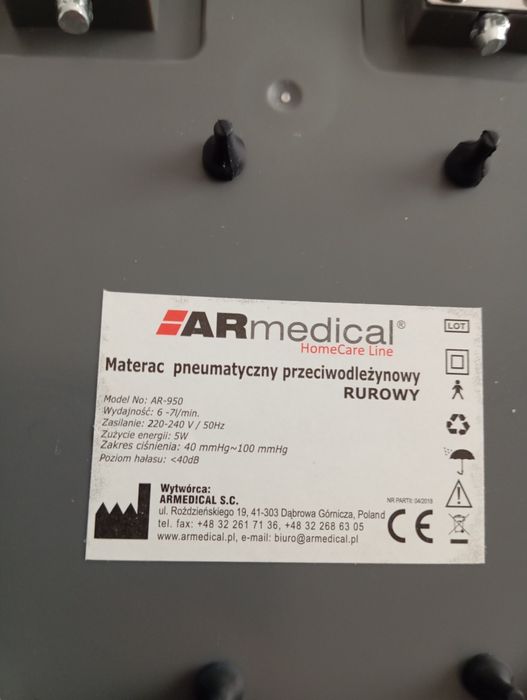 ARmedical®
HomeCare Line
Materac pneumatyczny przeciwodleżynowy
RUROWY
Model No: AR-950
Wydajność: 6 -7l/min.
Zasilanie: 220-240 V / 50Hz
Zużycie energii: 5W
Zakres ciśnienia: 40 mmHg~100 mmHg
Poziom hałasu: <40dB
LOT
Wytwórca:
ARMEDICAL S.C.
NR PARTII: 04/2018
ul. Roździeńskiego 19, 41-303 Dąbrowa Górnicza, Poland
tel. fax: +48 32 261 71 36, +48 32 268 63 05
www.armedical.pl, e-mail: biuro@armedical.pl
CE